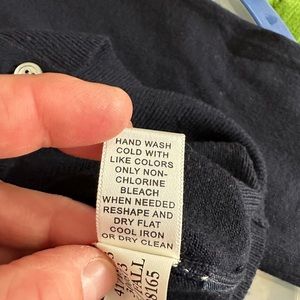 HAND WASH
COLD WITH
LIKE COLORS
ONLY NON-
CHLORINE
BLEACH
WHEN NEEDED
RESHAPE AND
DRY FLAT
COOL IRON
OR DRY CLEAN